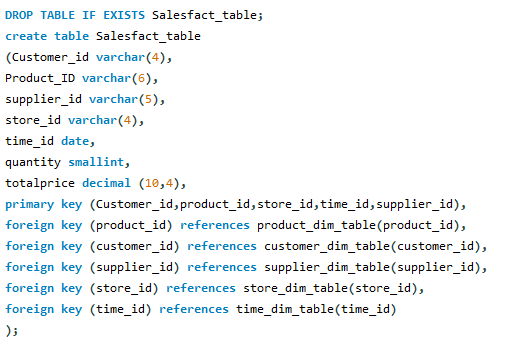 DROP TABLE IF EXISTS Salesfact_table;
create table Salesfact_table
(Customer_id varchar(4),
Product_ID varchar(6),
supplier_id varchar(5),
store_id varchar(4),
time_id date,
quantity smallint,
totalprice decimal (10,4),
primary key (Customer_id,product_id,store_id,time_id,supplier_id),
foreign key (product_id) references product_dim_table(product_id),
foreign key (customer_id) references customer_dim_table(customer_id),
foreign key (supplier_id) references supplier_dim_table(supplier_id),
foreign key (store_id) references store_dim_table(store_id),
foreign key (time_id) references time_dim_table(time_id)
);